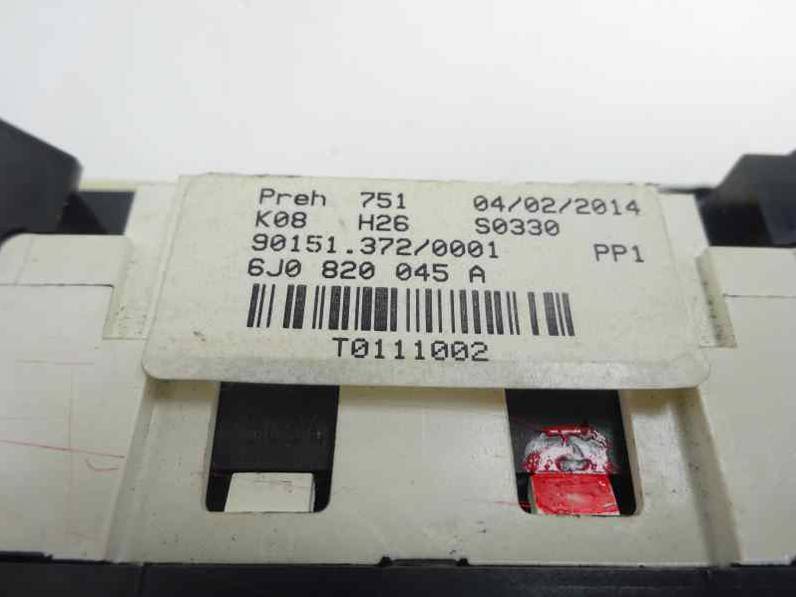 Preh 751 04/02/2014
K08 H26 S0330
90151.372/0001 PP1
6J0 820 045 A
T0111002